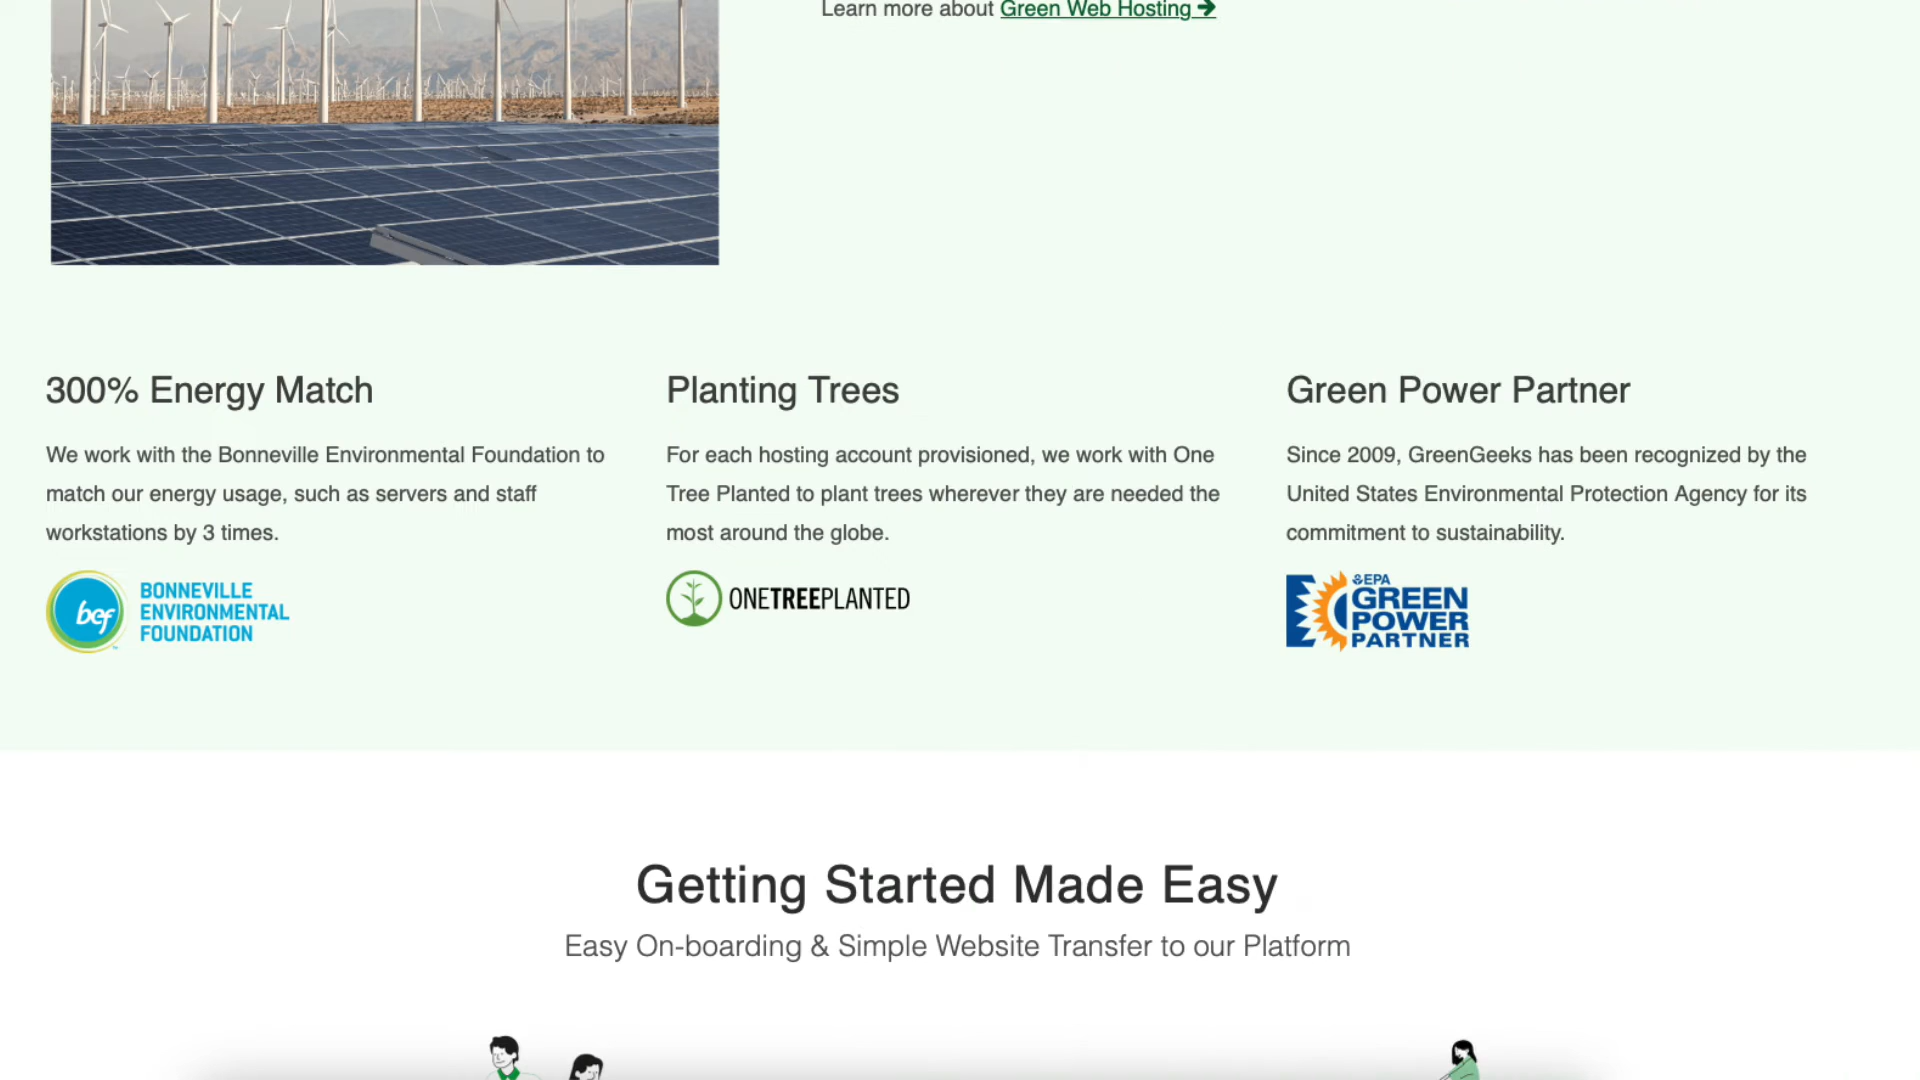 Learn more about Green Web Hosting →
300% Energy Match
We work with the Bonneville Environmental Foundation to
match our energy usage, such as servers and staff
workstations by 3 times.
bef
BONNEVILLE
ENVIRONMENTAL
FOUNDATION
Planting Trees
For each hosting account provisioned, we work with One
Tree Planted to plant trees wherever they are needed the
most around the globe.
ONETREEPLANTED
Green Power Partner
Since 2009, GreenGeeks has been recognized by the
United States Environmental Protection Agency for its
commitment to sustainability.
EPA
GREEN
POWER
PARTNER
Getting Started Made Easy
Easy On-boarding & Simple Website Transfer to our Platform